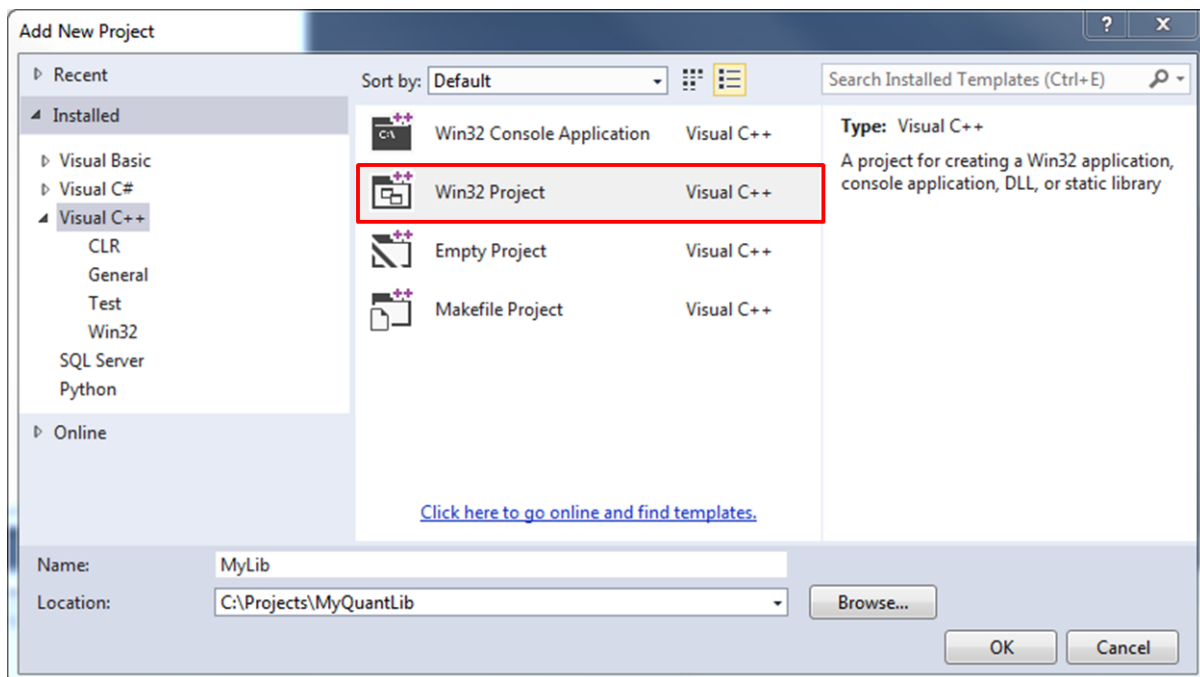 Add New Project
?
X
Recent
Installed
Visual Basic
Visual C#
Visual C++
CLR
General
Test
Win32
SQL Server
Python
Online
Sort by: Default
Search Installed Templates (Ctrl+E)
C:\
Win32 Console Application Visual C++
Win32 Project Visual C++
Empty Project Visual C++
Makefile Project Visual C++
Click here to go online and find templates.
Type: Visual C++
A project for creating a Win32 application,
console application, DLL, or static library
Name: MyLib
Location: C:\Projects\MyQuantLib
Browse...
OK
Cancel